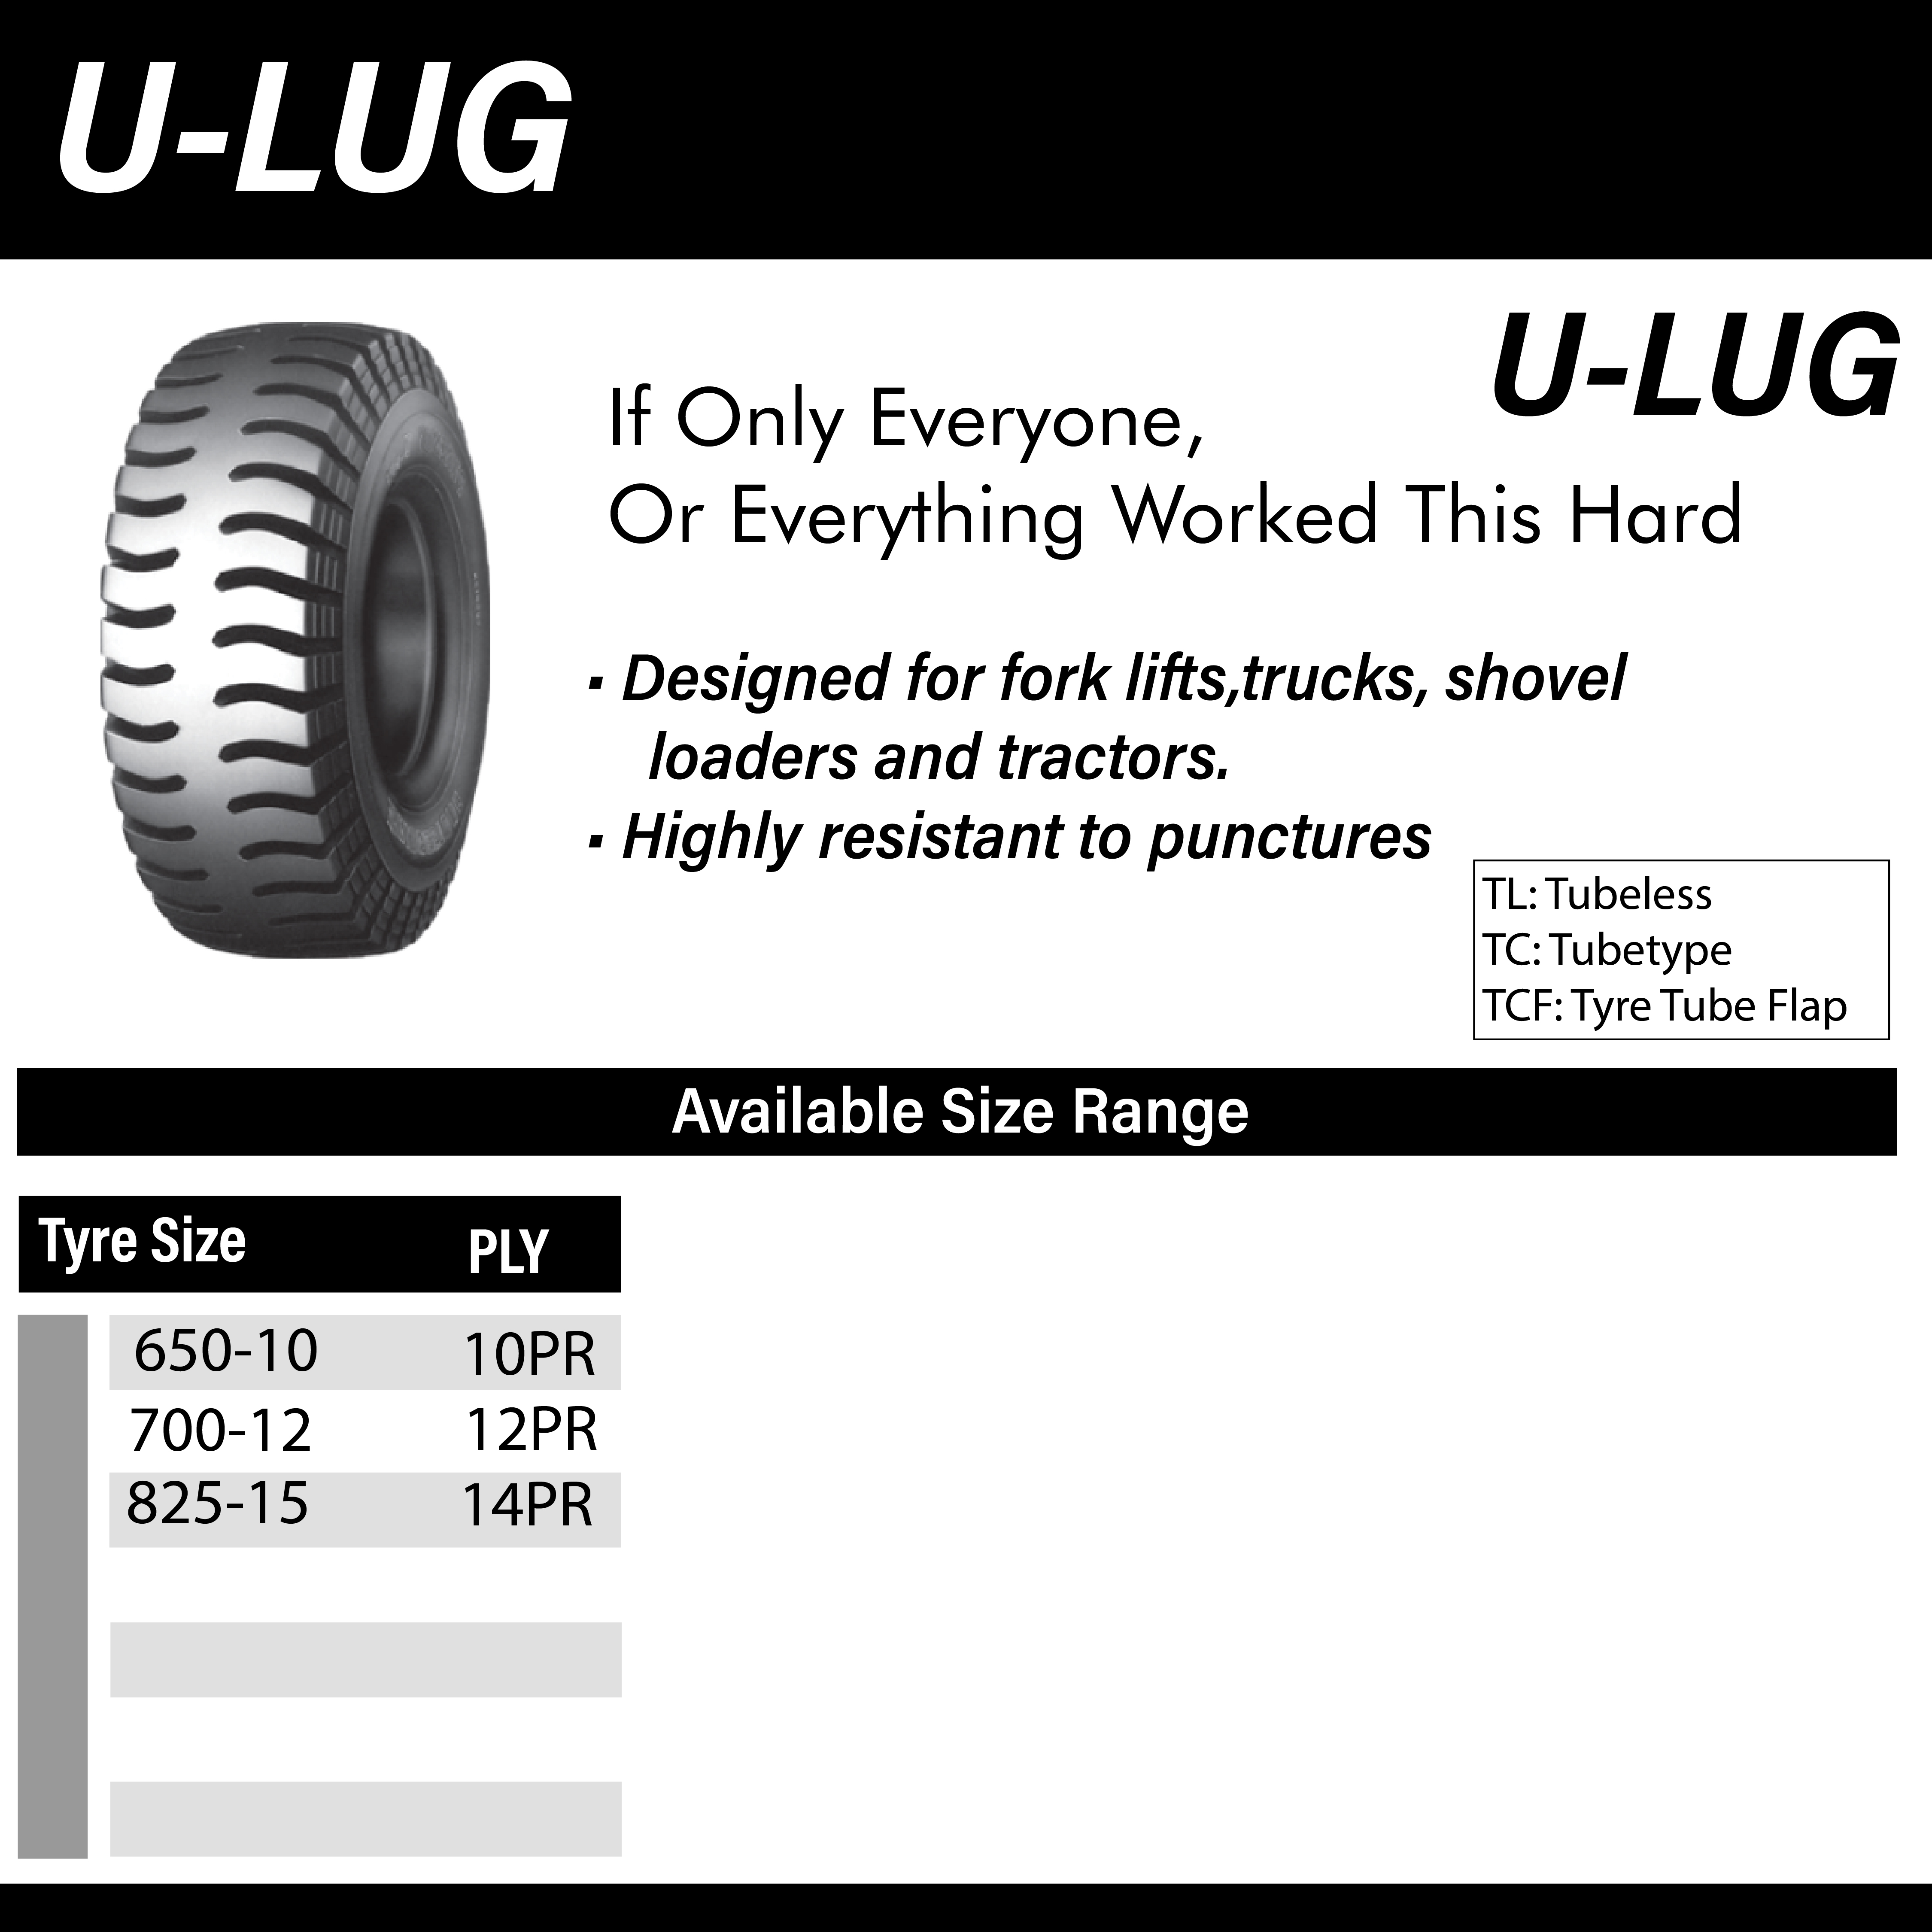 U-LUG
U-LUG
If Only Everyone,
Or Everything Worked This Hard
▪ Designed for fork lifts,trucks, shovel
loaders and tractors.
▪ Highly resistant to punctures
TL: Tubeless
TC: Tubetype
TCF: Tyre Tube Flap
Available Size Range
Tyre Size PLY
650-10 10PR
700-12 12PR
825-15 14PR